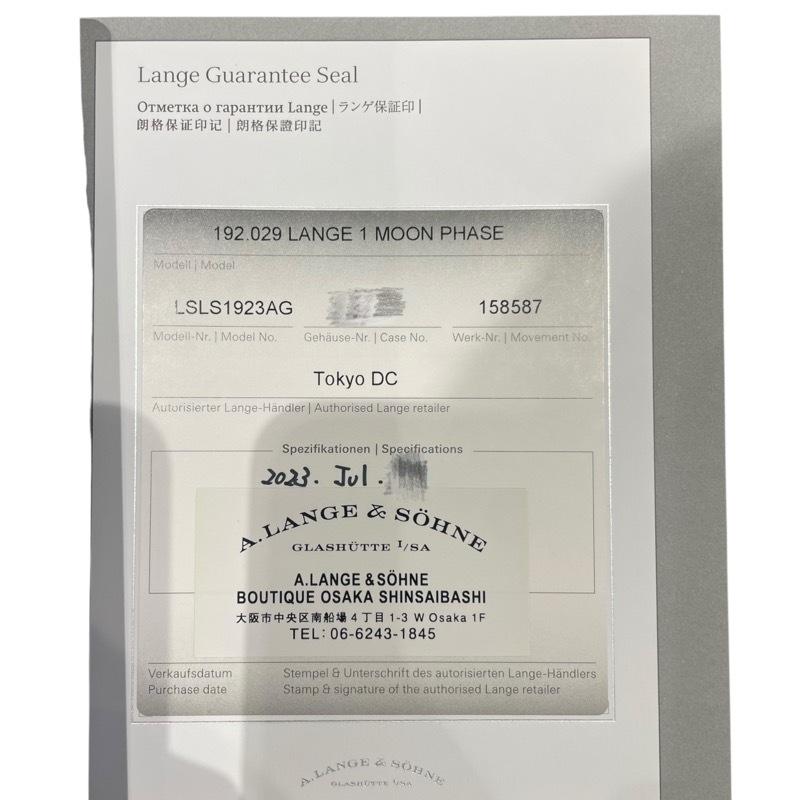 Lange Guarantee Seal
Отметка о гарантии Lange | ランゲ保証印 |
朗格保证印记 | 朗格保證印記
192.029 LANGE 1 MOON PHASE
Modell | Model
LSLS1923AG 158587
Modell-Nr. | Model No. Gehäuse-Nr. | Case No. Werk-Nr. | Movement No.
Tokyo DC
Autorisierter Lange-Händler | Authorised Lange retailer
Spezifikationen | Specifications
2023. Jul.
A. LANGE & SÖHNE
GLASHÜTTE I/SA
A.LANGE & SÖHNE
BOUTIQUE OSAKA SHINSAIBASHI
大阪市中央区南船場4丁目1-3 W Osaka 1F
TEL: 06-6243-1845
Verkaufsdatum Stempel & Unterschrift des autorisierten Lange-Händlers
Purchase date Stamp & signature of the authorised Lange retailer
A. LANGE & SÖHNE
GLASHÜTTE I/SA